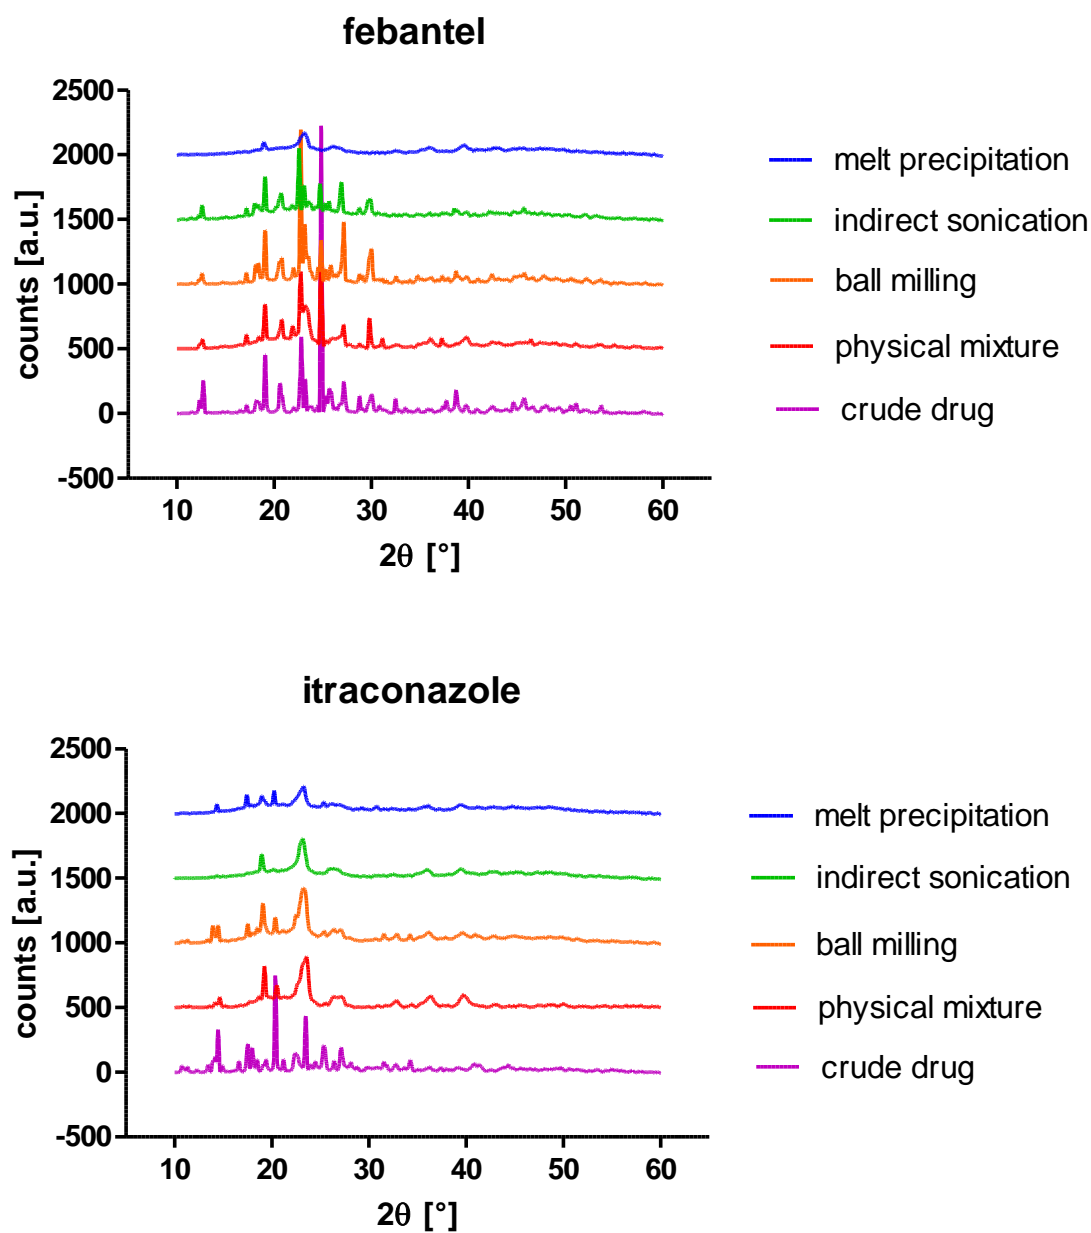 febantel
2500
2000
1500
1000
500
0
-500
counts [a.u.]
10 20 30 40 50 60
2θ [°]
melt precipitation
indirect sonication
ball milling
physical mixture
crude drug
itraconazole
2500
2000
1500
1000
500
0
-500
counts [a.u.]
10 20 30 40 50 60
2θ [°]
melt precipitation
indirect sonication
ball milling
physical mixture
crude drug